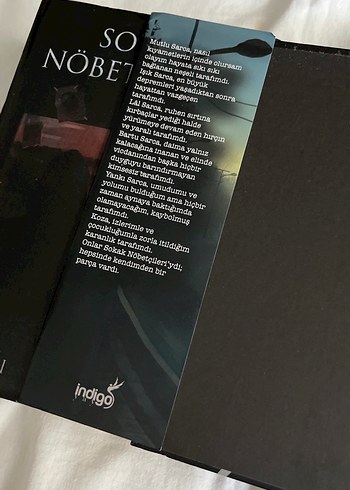 SO
NÖBET
Mutlu Sarca, nasıl
kıyametlerin içinde olursam
olayım hayata sıkı sıkı
bağlanan neşeli tarafımdı.
Işık Sarca, en büyük
depremleri yaşadıktan sonra
hayattan vazgeçen
tarafımdı.
Lâl Sarca, ruhen sırtına
kırbaçlar yediği halde
yürümeye devam eden hırçın
ve yaralı tarafımdı.
Bartu Sarca, daima yalnız
kalacağına inanan ve elinde
vicdanından başka hiçbir
duyguyu barındırmayan
kimsesiz tarafımdı.
Yankı Sarca, umudumu ve
yolumu bulduğum ama hiçbir
zaman aynaya baktığımda
olamayacağım, kaybolmuş
tarafımdı.
Koza, izlerimle ve
çocukluğumla zorla itildiğim
karanlık tarafımdı.
Onlar Sokak Nöbetçileri'ydi;
hepsinde kendimden bir
parça vardı.
indigo